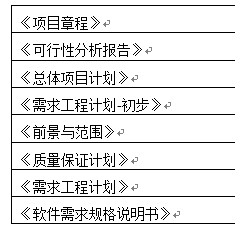 《项目章程》
《可行性分析报告》
《总体项目计划》
《需求工程计划-初步》
《前景与范围》
《质量保证计划》
《需求工程计划》
《软件需求规格说明书》